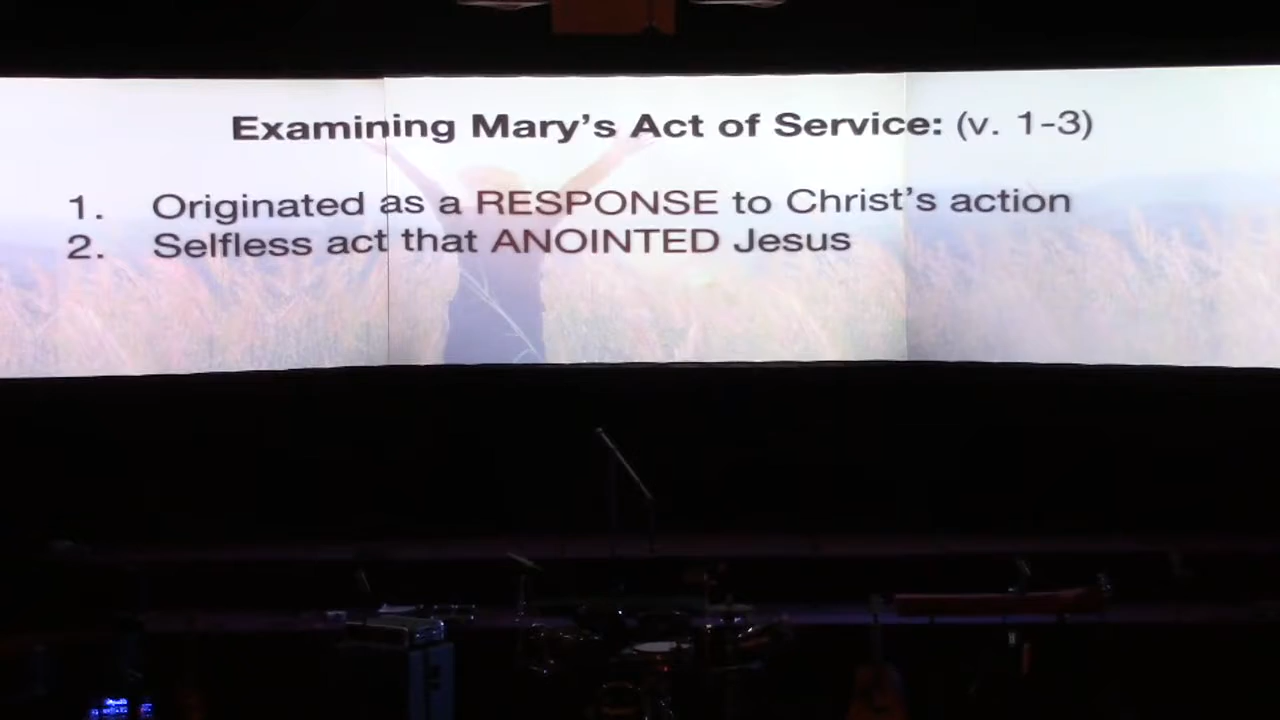 Examining Mary's Act of Service: (v. 1-3)
1. Originated as a RESPONSE to Christ's action
2. Selfless act that ANOINTED Jesus